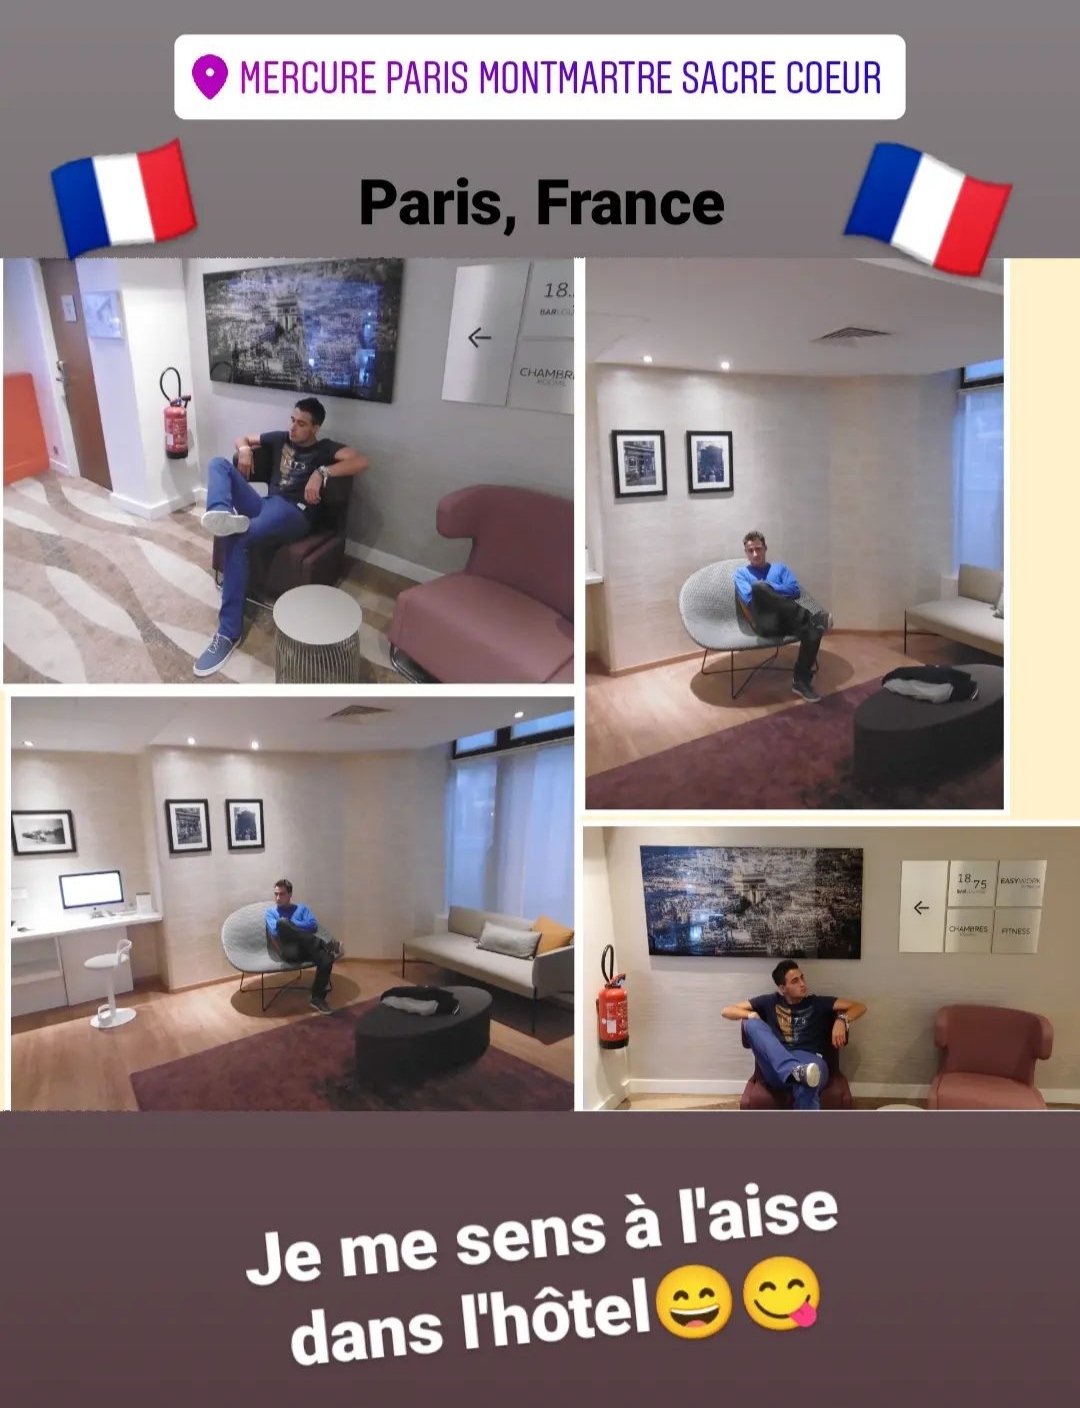 MERCURE PARIS MONTMARTRE SACRE COEUR
Paris, France
18.
BAR
CHAMBR
18.75
BAR
EASYWORK
CHAMBRES
FITNESS
Je me sens à l'aise
dans l'hôtel😄😋